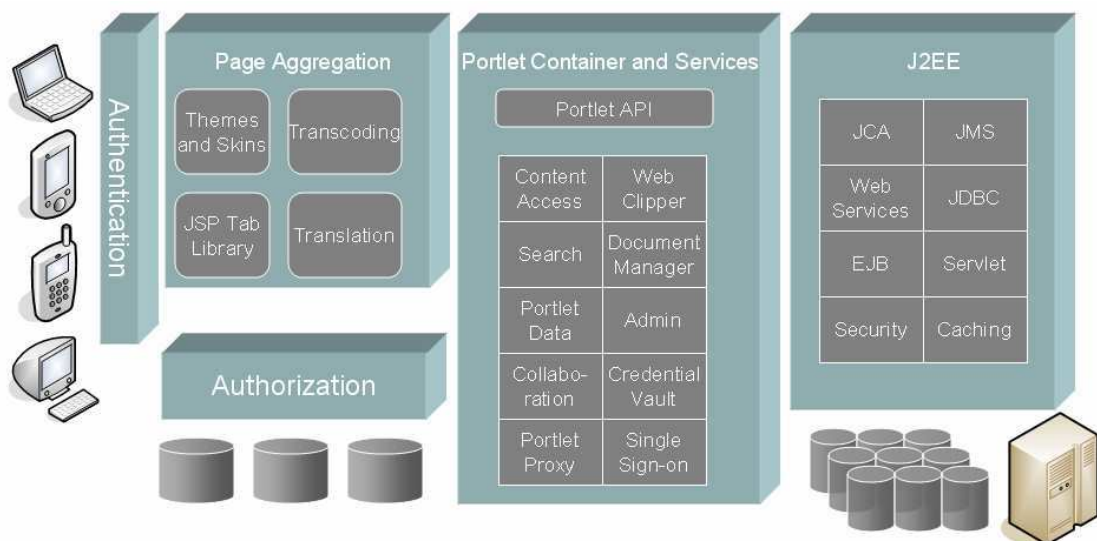 Authentication
Page Aggregation
Themes
and Skins
Transcoding
JSP Tab
Library
Translation
Authorization
Portlet Container and Services
Portlet API
Content
Access
Web
Clipper
Search
Document
Manager
Portlet
Data
Admin
Collabo-
ration
Credential
Vault
Portlet
Proxy
Single
Sign-on
J2EE
JCA
JMS
Web
Services
JDBC
EJB
Servlet
Security
Caching